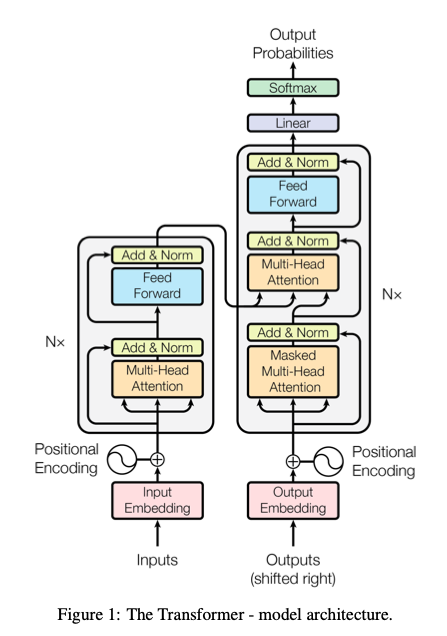 Output
Probabilities
Softmax
Linear
Add & Norm
Feed
Forward
Add & Norm
Multi-Head
Attention
Add & Norm
Masked
Multi-Head
Attention
N×
Positional
Encoding
Output
Embedding
Outputs
(shifted right)
Add & Norm
Feed
Forward
Add & Norm
Multi-Head
Attention
N×
Positional
Encoding
Input
Embedding
Inputs
Figure 1: The Transformer - model architecture.